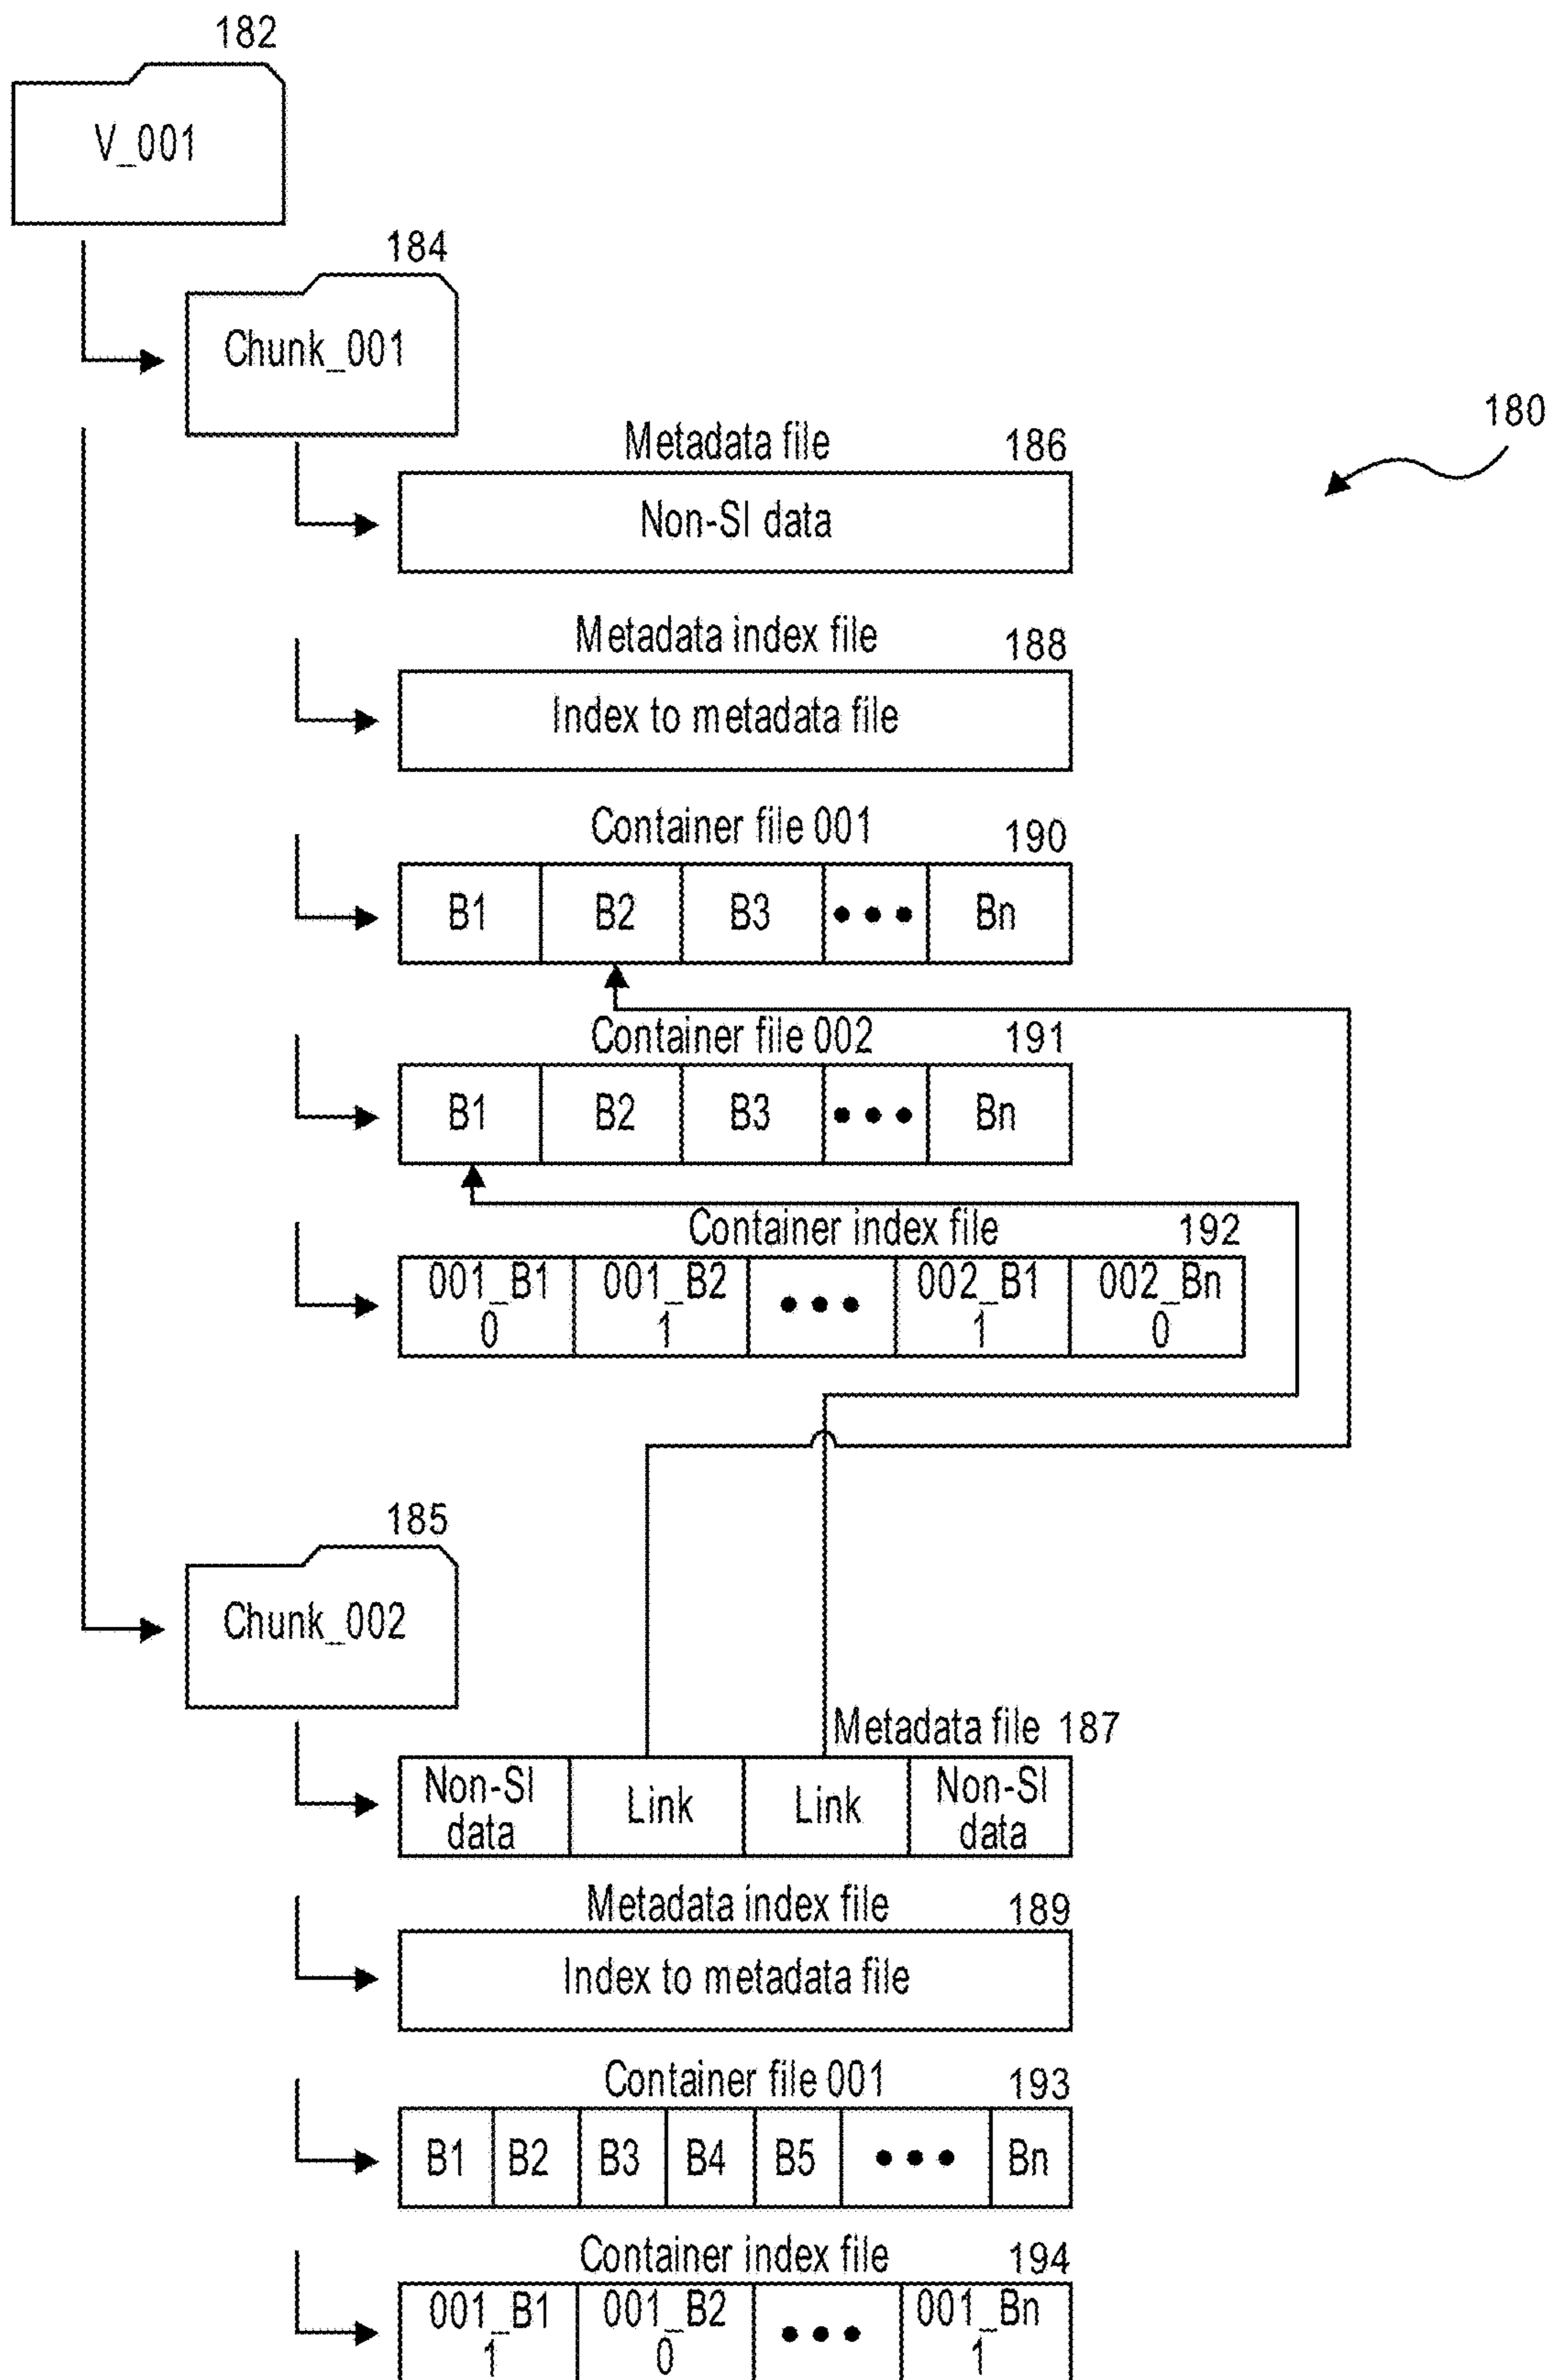 182
V_001
184
Chunk_001
180
Metadata file 186
Non-SI data
Metadata index file 188
Index to metadata file
Container file 001 190
B1 B2 B3 ••• Bn
Container file 002 191
B1 B2 B3 ••• Bn
Container index file 192
001_B1 001_B2 ••• 002_B1 002_Bn
0 1 1 0
185
Chunk_002
Metadata file 187
Non-SI Link Link Non-SI
data data
Metadata index file 189
Index to metadata file
Container file 001 193
B1 B2 B3 B4 B5 ••• Bn
Container index file 194
001_B1 001_B2 ••• 001_Bn
1 0 1